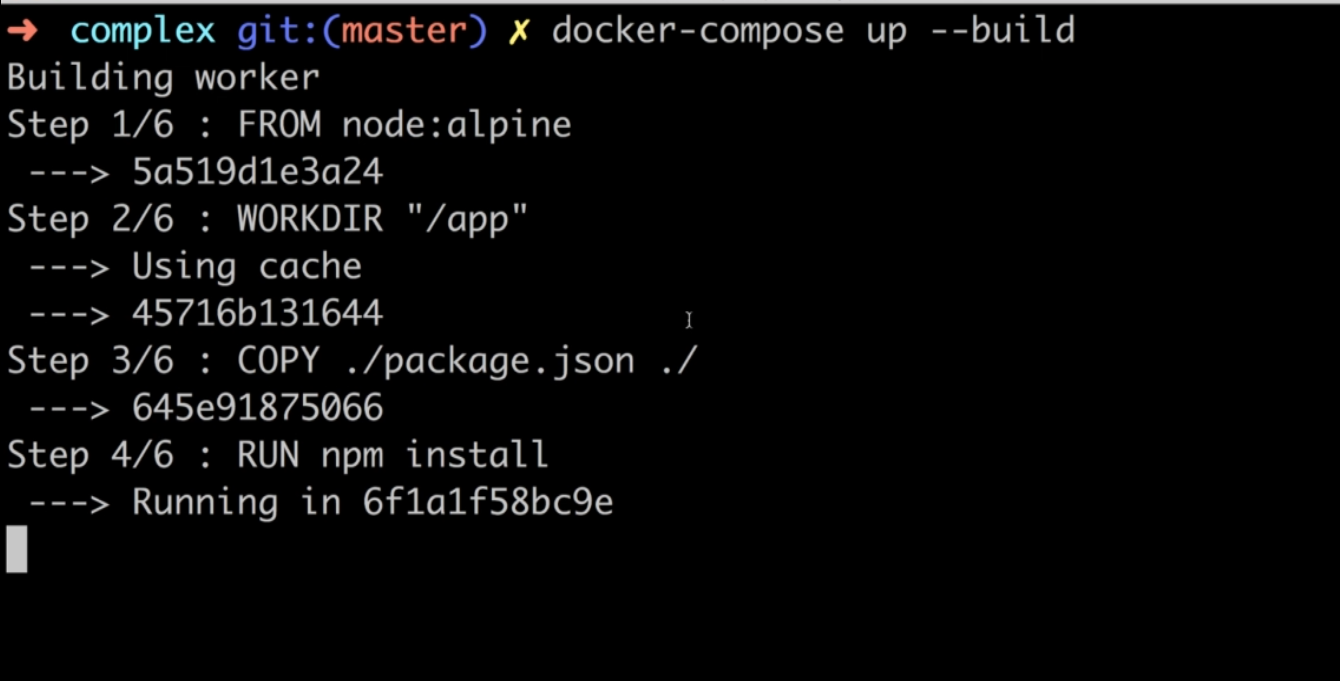 ➜ complex git:(master) ✗ docker-compose up --build
Building worker
Step 1/6 : FROM node:alpine
 ---> 5a519d1e3a24
Step 2/6 : WORKDIR "/app"
 ---> Using cache
 ---> 45716b131644
Step 3/6 : COPY ./package.json ./
 ---> 645e91875066
Step 4/6 : RUN npm install
 ---> Running in 6f1a1f58bc9e